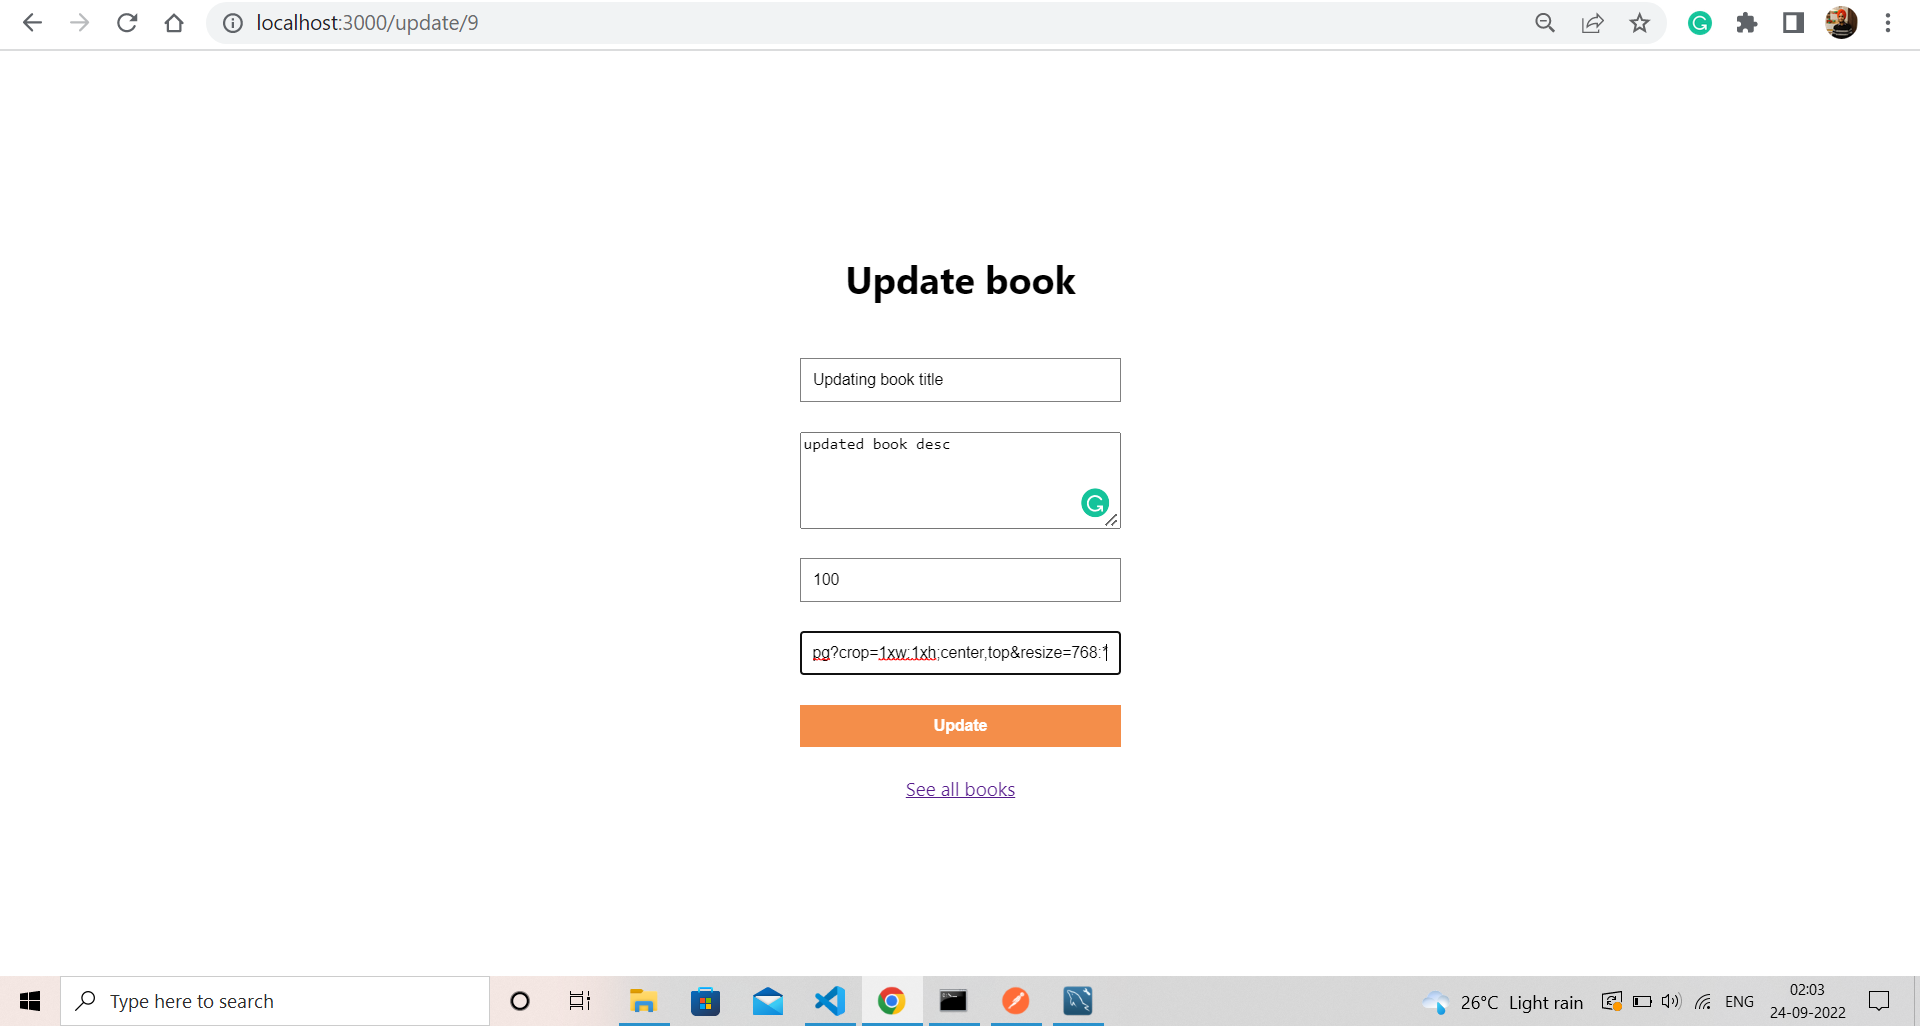 localhost:3000/update/9
Update book
Updating book title
updated book desc
100
pg?crop=1xw:1xh;center,top&resize=768:*
Update
See all books
Type here to search
26°C Light rain
ENG
02:03
24-09-2022